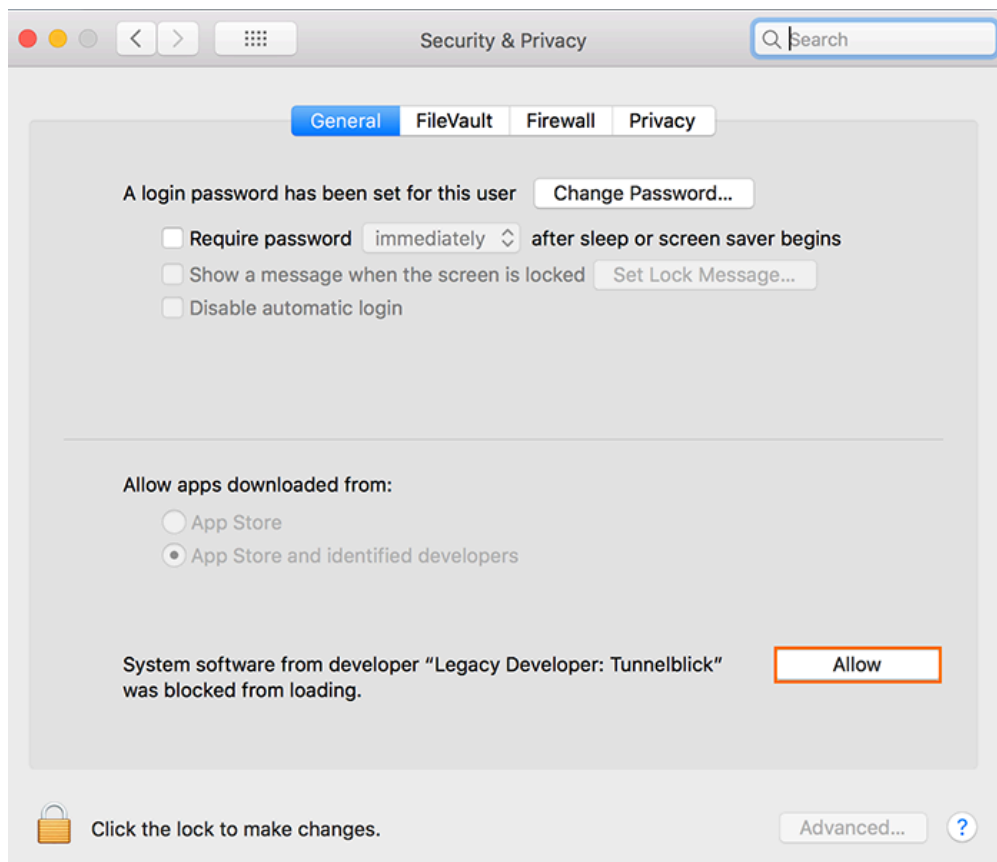 Security & Privacy
Search
General FileVault Firewall Privacy
A login password has been set for this user Change Password...
Require password immediately after sleep or screen saver begins
Show a message when the screen is locked Set Lock Message...
Disable automatic login
Allow apps downloaded from:
App Store
App Store and identified developers
System software from developer “Legacy Developer: Tunnelblick” Allow
was blocked from loading.
Click the lock to make changes. Advanced... ?